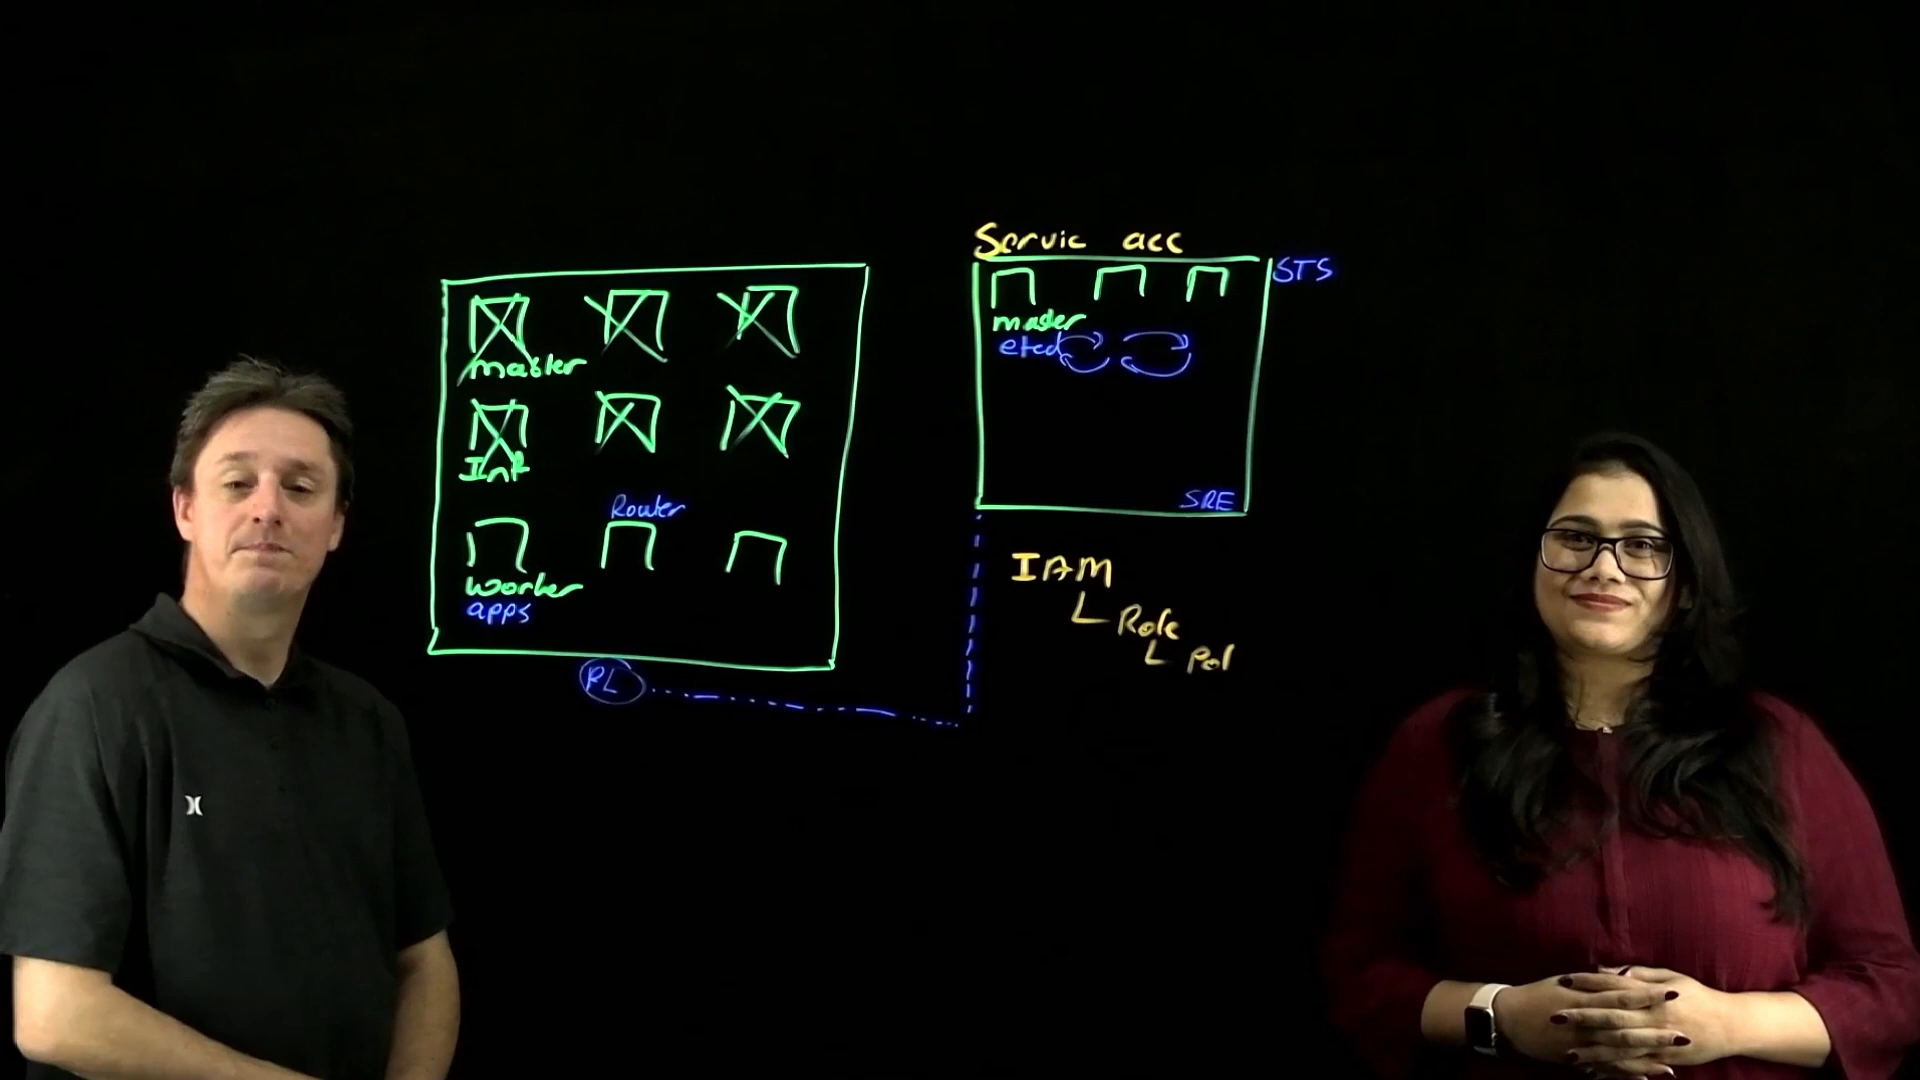 master
Inf
Router
worker
apps
PL
Servic acc
STS
master
etcd
SRE
IAM
Role
Pol